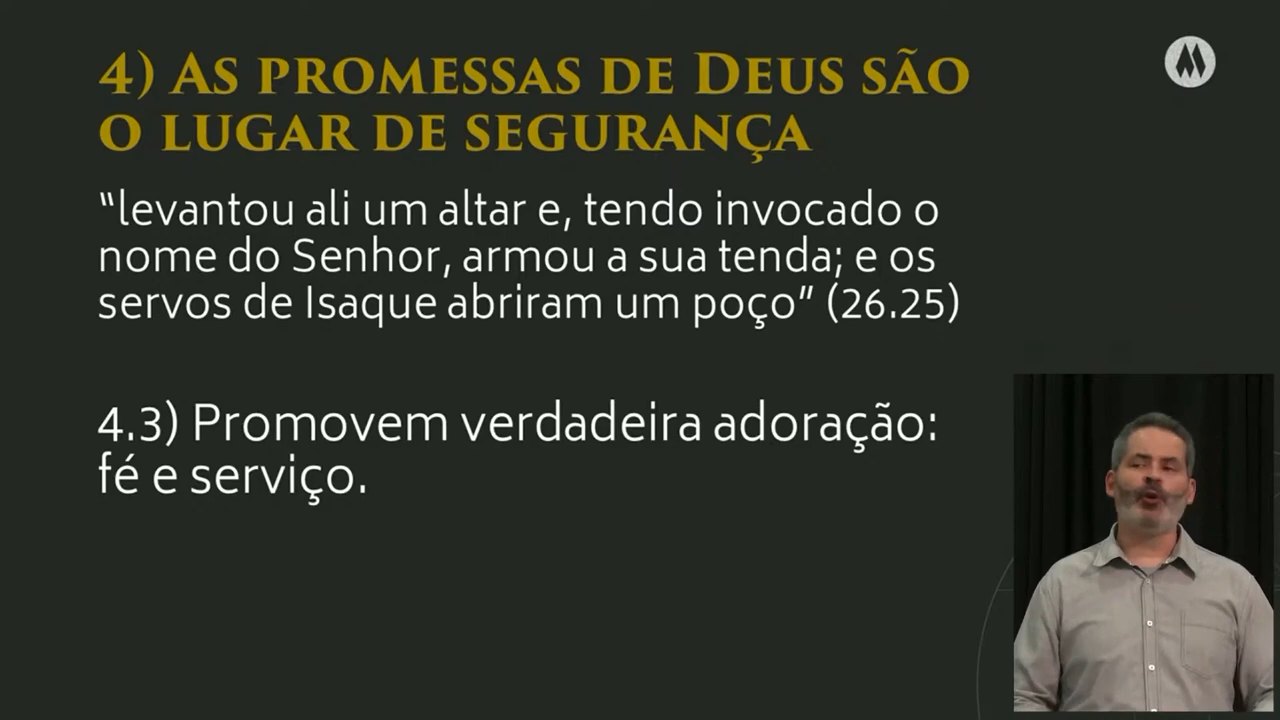 4) As promessas de Deus são
o lugar de segurança
“levantou ali um altar e, tendo invocado o
nome do Senhor, armou a sua tenda; e os
servos de Isaque abriram um poço” (26.25)
4.3) Promovem verdadeira adoração:
fé e serviço.